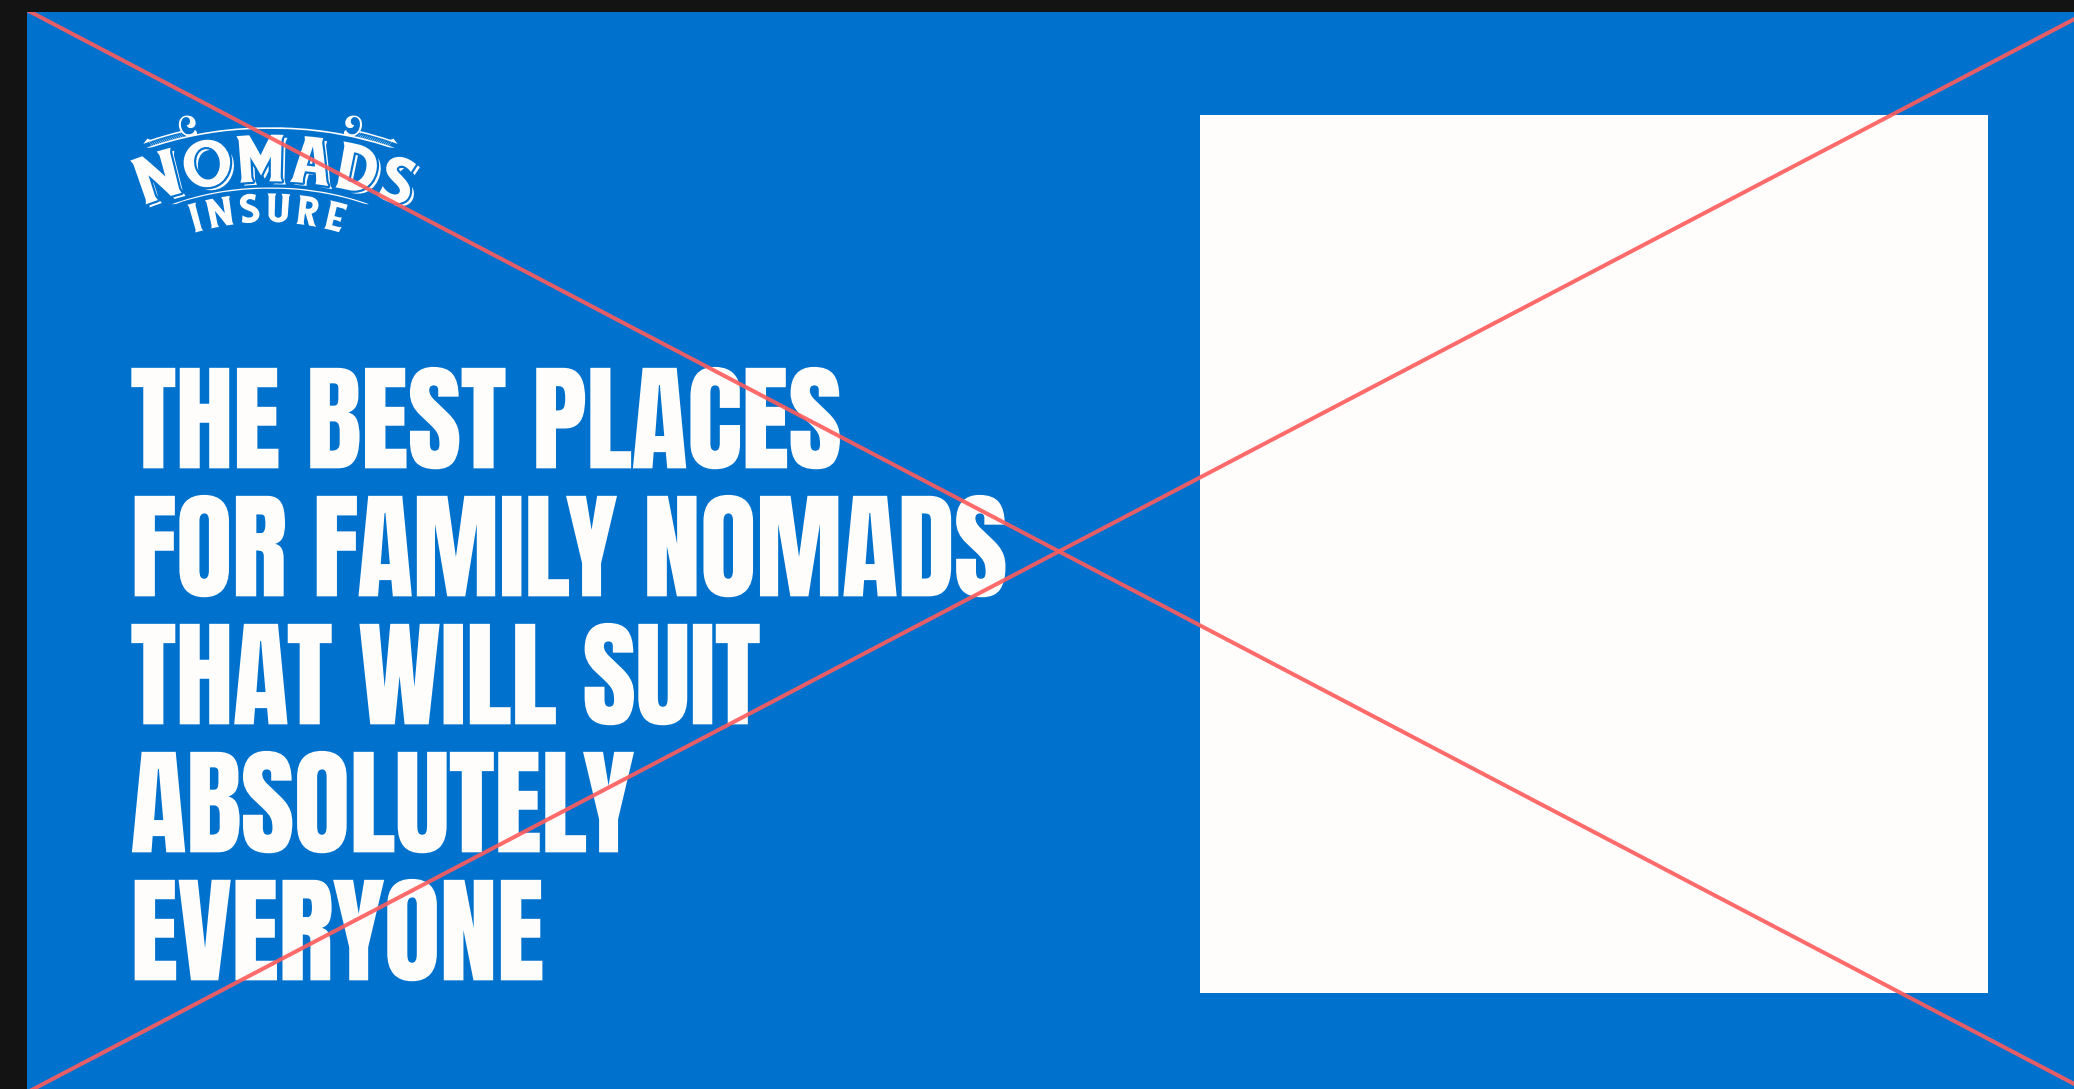 NOMADS
INSURE
THE BEST PLACES
FOR FAMILY NOMADS
THAT WILL SUIT
ABSOLUTELY
EVERYONE